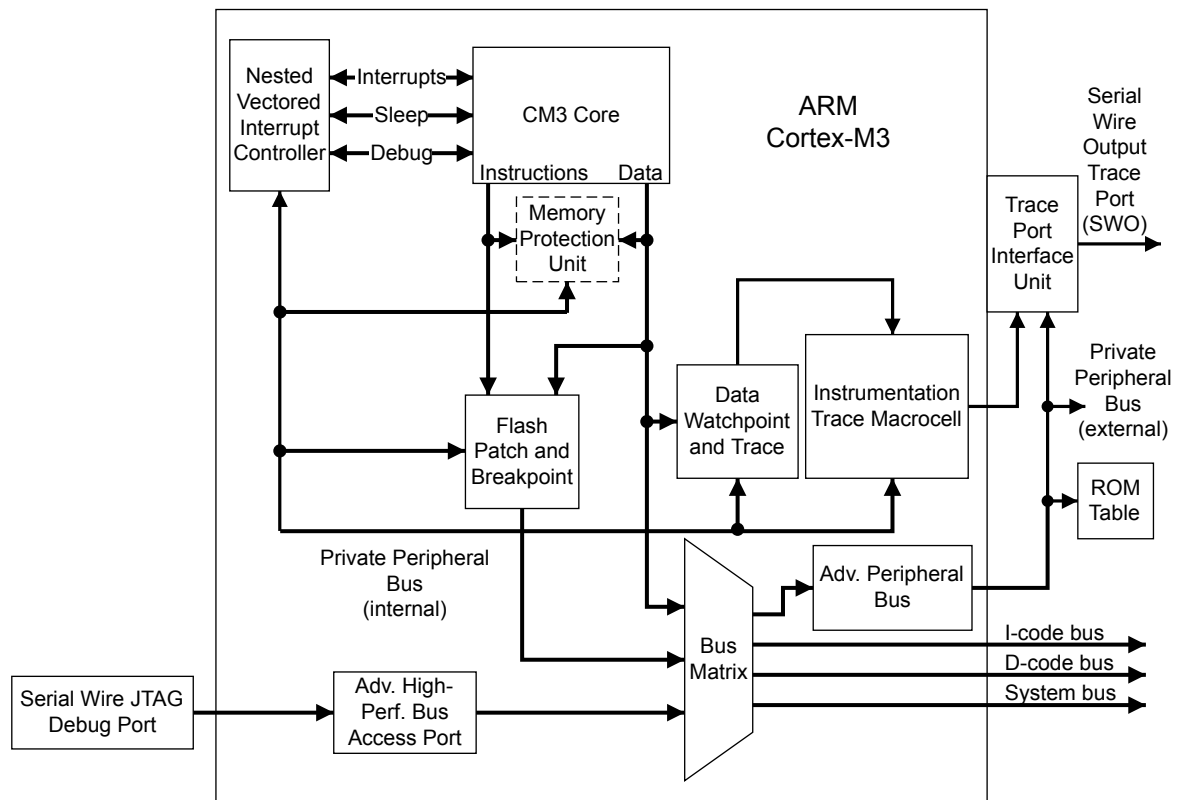 Nested
Vectored
Interrupt
Controller
Interrupts
Sleep
Debug
CM3 Core
Instructions
Data
ARM
Cortex-M3
Memory
Protection
Unit
Trace
Port
Interface
Unit
Serial
Wire
Output
Trace
Port
(SWO)
Flash
Patch and
Breakpoint
Data
Watchpoint
and Trace
Instrumentation
Trace Macrocell
Private
Peripheral
Bus
(external)
ROM
Table
Private Peripheral
Bus
(internal)
Bus
Matrix
Adv. Peripheral
Bus
I-code bus
D-code bus
System bus
Serial Wire JTAG
Debug Port
Adv. High-
Perf. Bus
Access Port